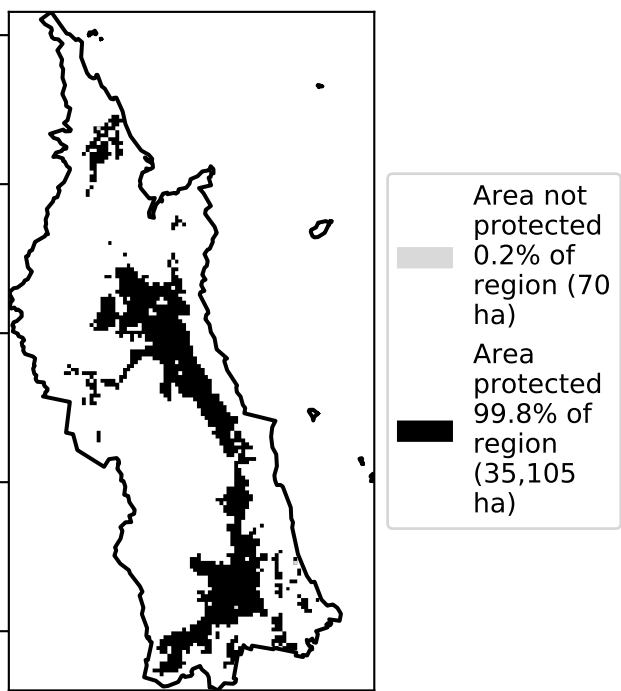 Area not
protected
0.2% of
region (70
ha)
Area
protected
99.8% of
region
(35,105
ha)